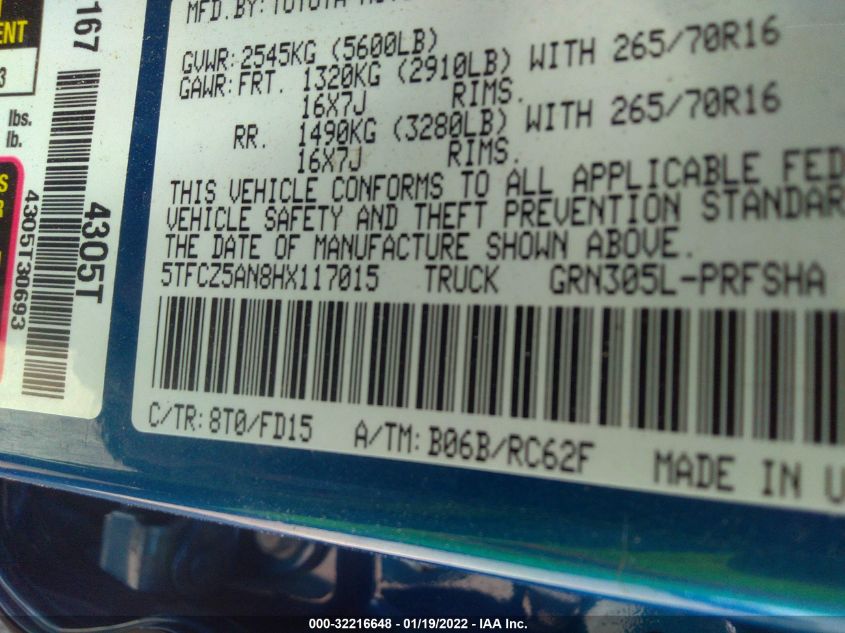 MFD. BY: TOYOTA
GVWR: 2545KG (5600LB)
GAWR: FRT. 1320KG (2910LB) WITH 265/70R16
16X7J RIMS.
RR. 1490KG (3280LB) WITH 265/70R16
16X7J RIMS.
THIS VEHICLE CONFORMS TO ALL APPLICABLE FED
VEHICLE SAFETY AND THEFT PREVENTION STANDAR
THE DATE OF MANUFACTURE SHOWN ABOVE.
5TFCZ5AN8HX117015 TRUCK GRN305L-PRFSHA
C/TR: 8T0/FD15 A/TM: B06B/RC62F
MADE IN U
167
4305T
4305T30693
ENT
3
lbs.
lb.
S
R
000-32216648 - 01/19/2022 - IAA Inc.